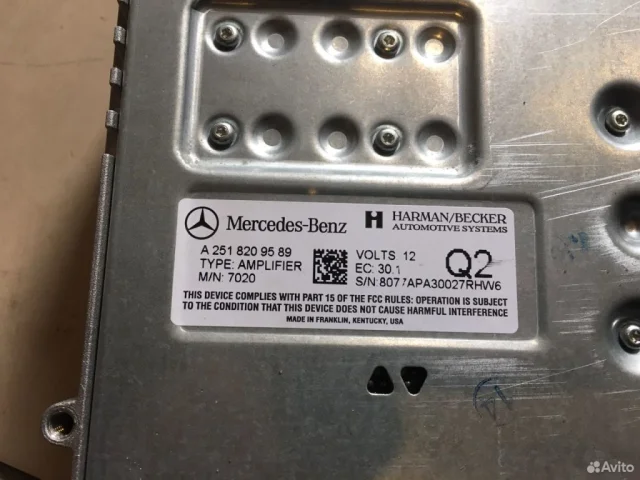 Mercedes-Benz
HARMAN/BECKER
AUTOMOTIVE SYSTEMS
A 251 820 95 89
TYPE: AMPLIFIER
M/N: 7020
VOLTS 12
EC: 30.1
Q2
S/N:8077APA30027RHW6
THIS DEVICE COMPLIES WITH PART 15 OF THE FCC RULES: OPERATION IS SUBJECT
TO THE CONDITION THAT THIS DEVICE DOES NOT CAUSE HARMFUL INTERFERENCE
MADE IN FRANKLIN, KENTUCKY, USA
Avito